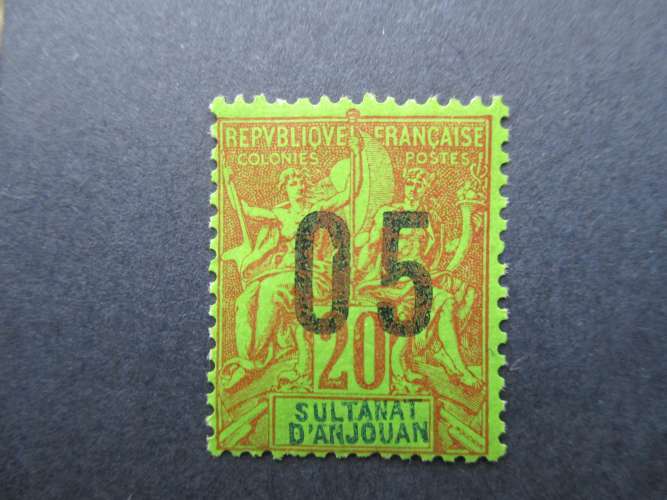 REPVBLIQVE FRANÇAISE
COLONIES POSTES
05
20
SULTANAT
D'ANJOUAN